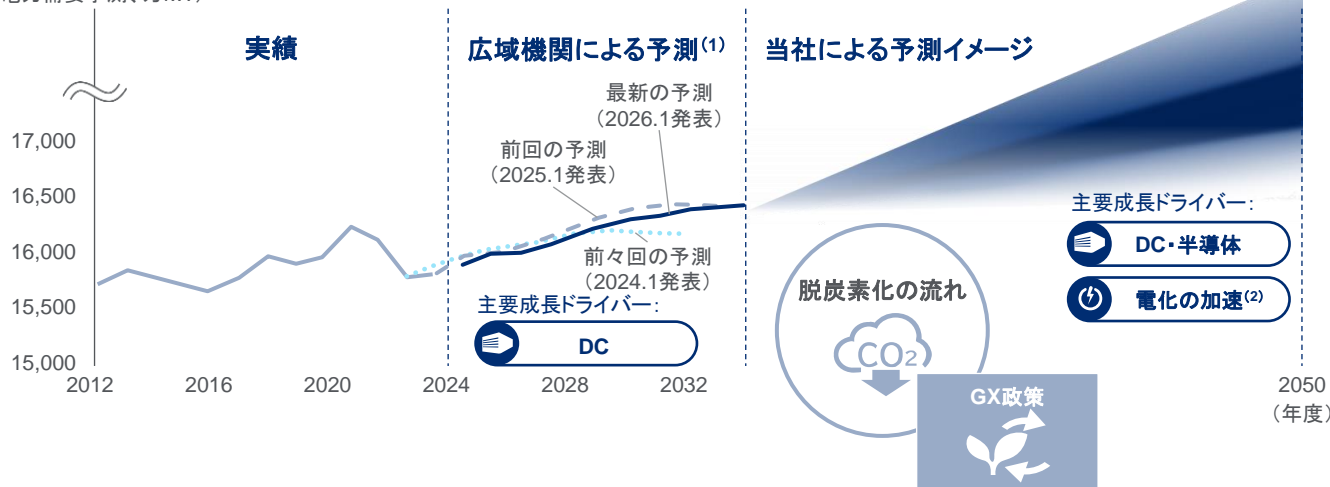 実績
広域機関による予測(1)
当社による予測イメージ
最新の予測
(2026.1発表)
前回の予測
(2025.1発表)
前々回の予測
(2024.1発表)
17,000
16,500
16,000
15,500
15,000
主要成長ドライバー:
DC
脱炭素化の流れ
CO2
GX政策
主要成長ドライバー:
DC・半導体
電化の加速(2)
2012
2016
2020
2024
2028
2032
2050
(年度)